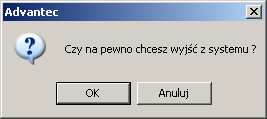 Advantec
Czy na pewno chcesz wyjść z systemu ?
OK
Anuluj